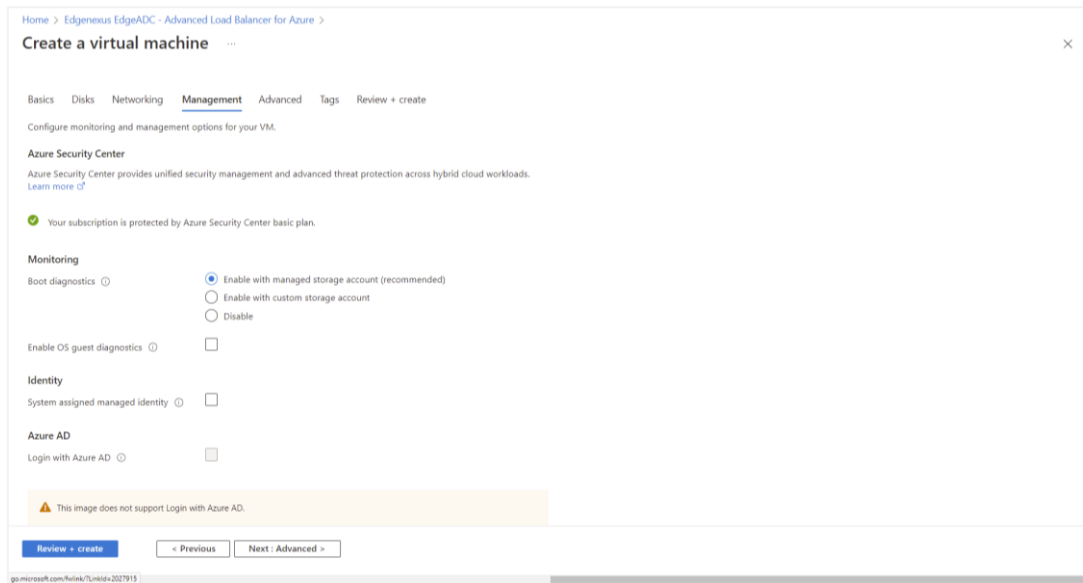 Home > Edgenexus EdgeADC - Advanced Load Balancer for Azure >
Create a virtual machine ...
Basics Disks Networking Management Advanced Tags Review + create
Configure monitoring and management options for your VM.
Azure Security Center
Azure Security Center provides unified security management and advanced threat protection across hybrid cloud workloads.
Learn more
Your subscription is protected by Azure Security Center basic plan.
Monitoring
Boot diagnostics
Enable with managed storage account (recommended)
Enable with custom storage account
Disable
Enable OS guest diagnostics
Identity
System assigned managed identity
Azure AD
Login with Azure AD
This image does not support Login with Azure AD.
Review + create < Previous Next : Advanced >
go.microsoft.com/fwlink/?LinkId=2027915